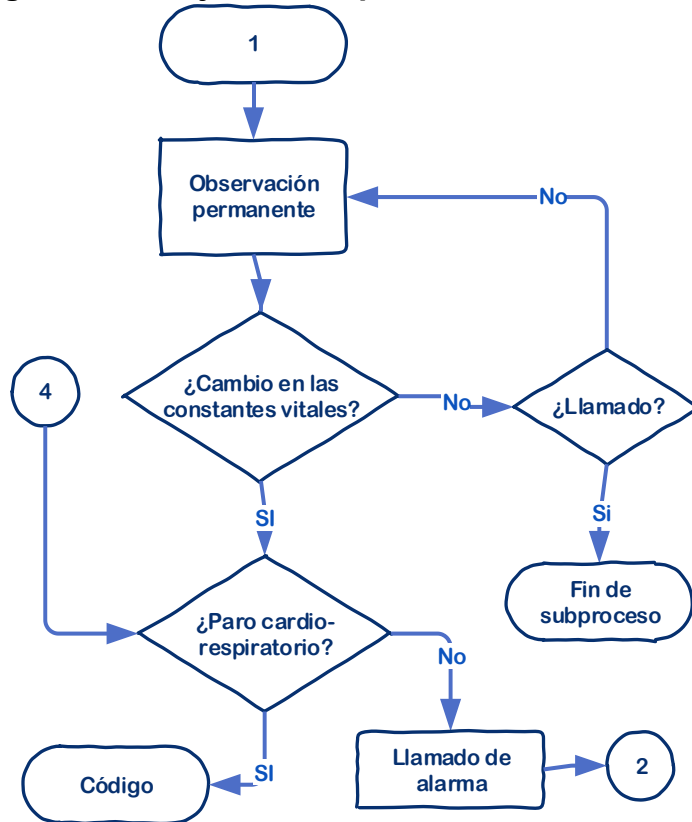 1
Observación
permanente
No
¿Cambio en las
constantes vitales?
4
No
¿Llamado?
SI
Si
Fin de
subproceso
¿Paro cardio-
respiratorio?
No
SI
Código
Llamado de
alarma
2